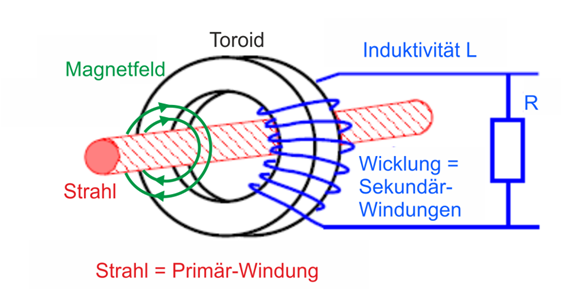 Toroid
Induktivität L
Magnetfeld
R
Strahl
Wicklung =
Sekundär-
Windungen
Strahl = Primär-Windung